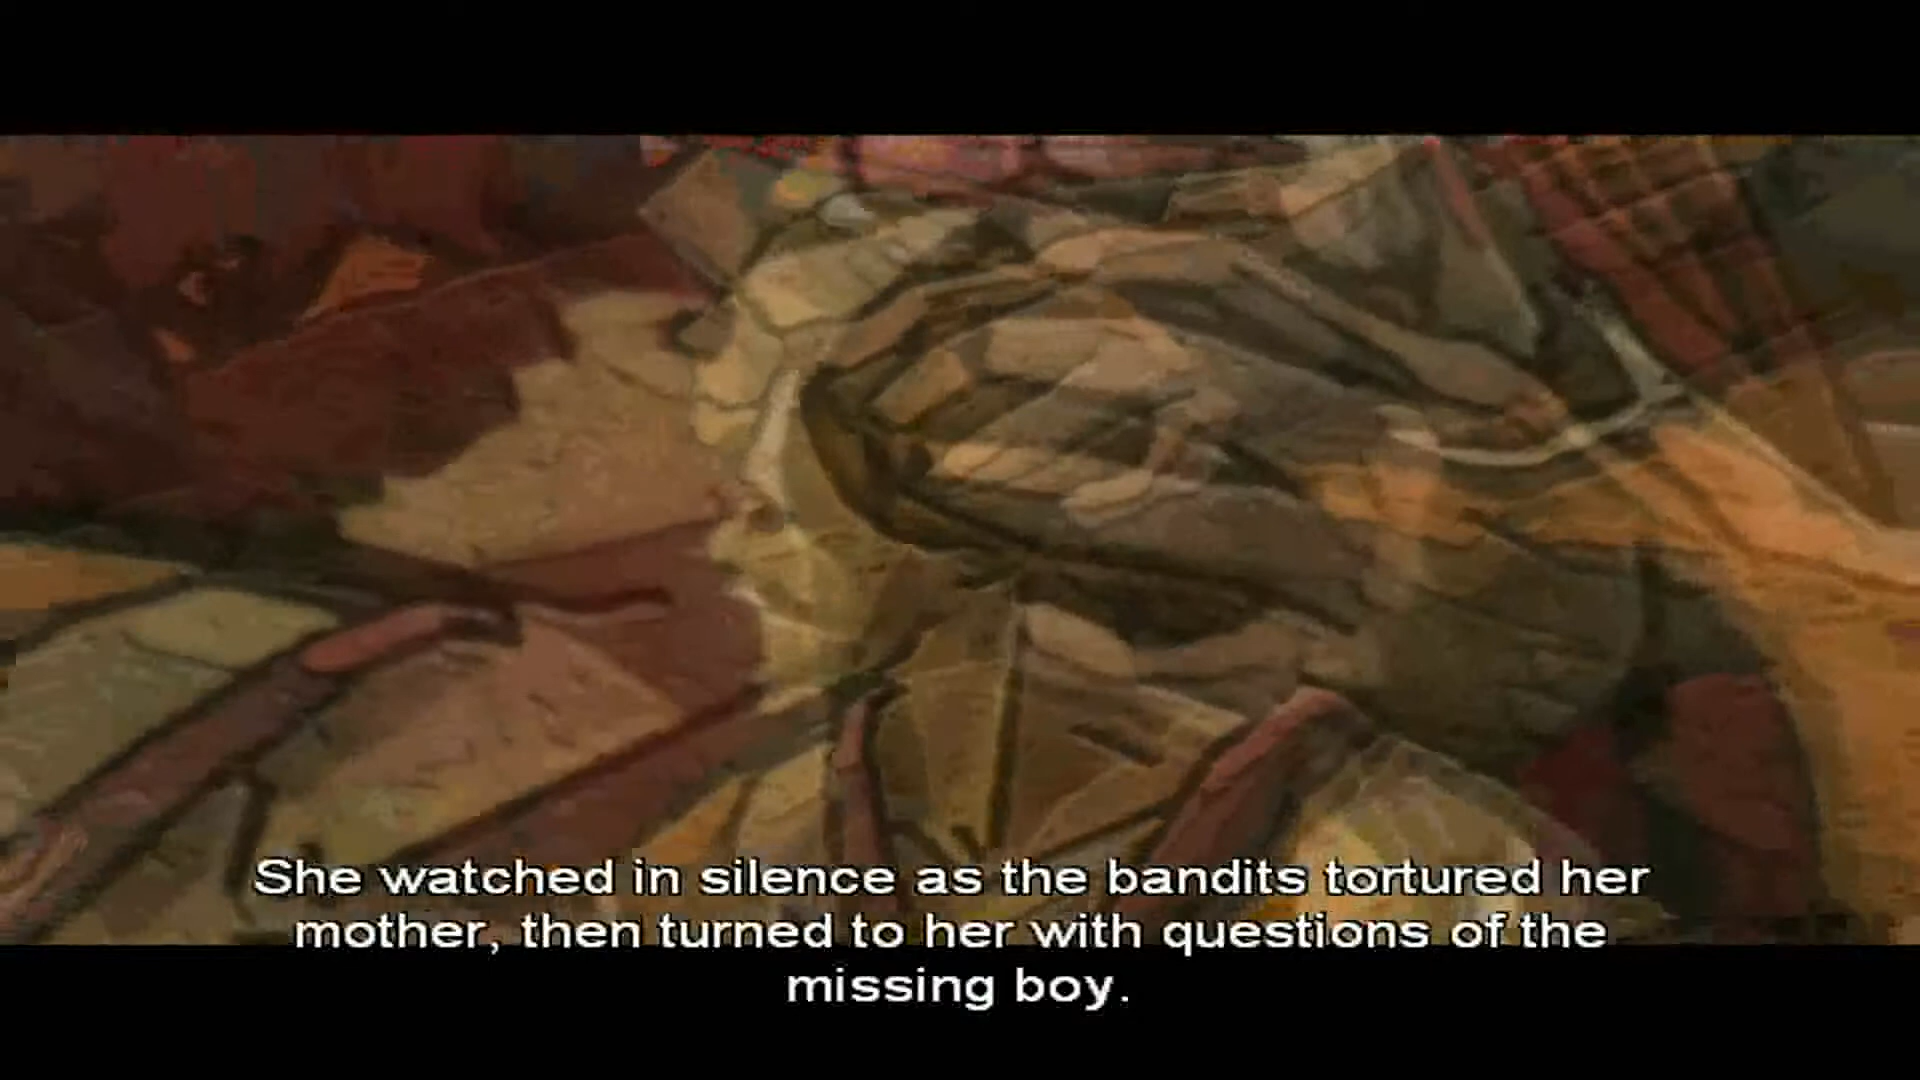 She watched in silence as the bandits tortured her
mother, then turned to her with questions of the
missing boy.